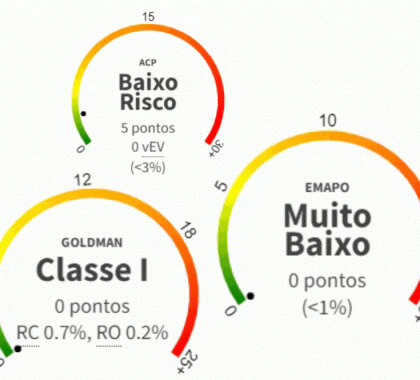 15
ACP
Baixo
Risco
5 pontos
0 vEV
(<3%)
0
30+
12
18
GOLDMAN
Classe I
0 pontos
RC 0.7%, RO 0.2%
0
25+
10
5
EMAPO
Muito
Baixo
0 pontos
(<1%)
0